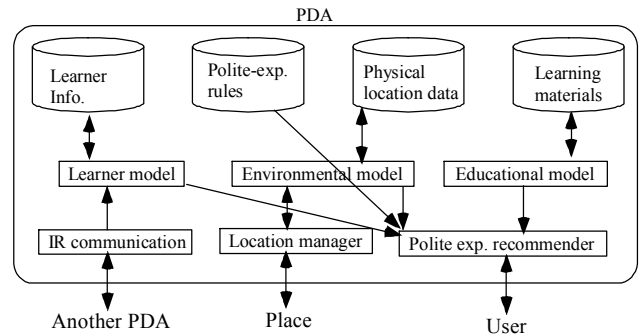 PDA
Learner
Info.
Polite-exp.
rules
Physical
location data
Learning
materials
Learner model
Environmental model
Educational model
IR communication
Location manager
Polite exp. recommender
Another PDA
Place
User